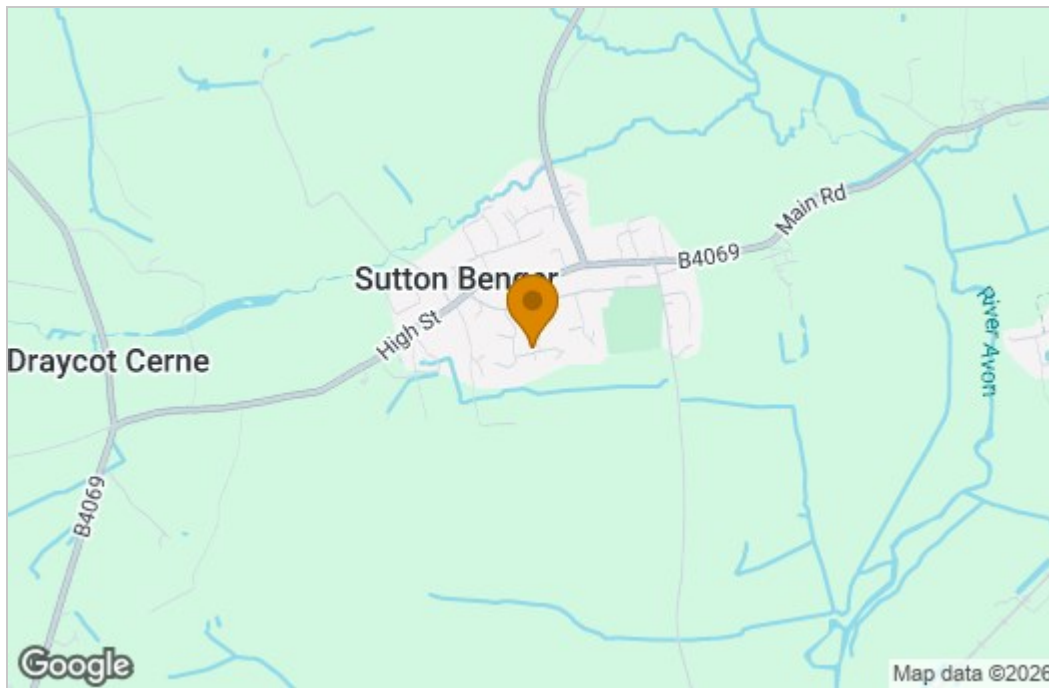 Main Rd
B4069
Sutton Benger
High St
River Avon
Draycot Cerne
B4069
Google
Map data ©2026